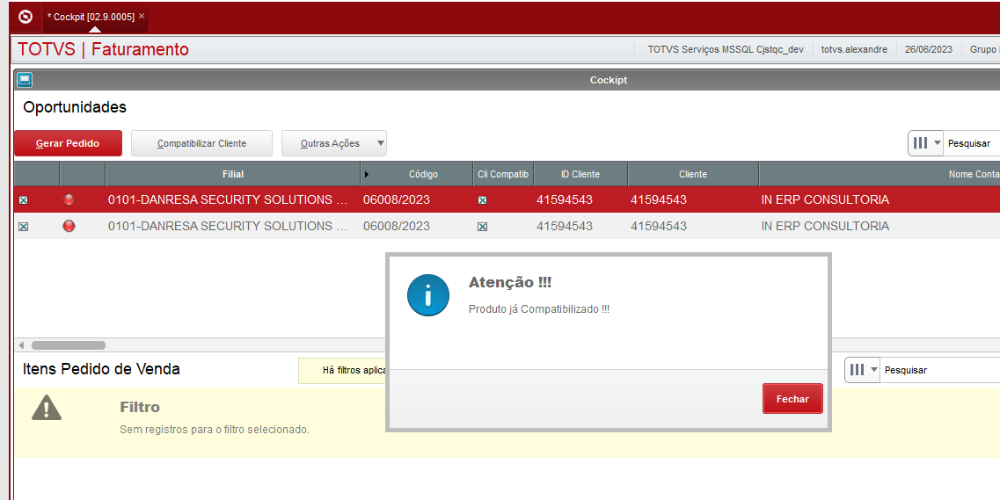 * Cockpit [02.9.0005] ×
TOTVS | Faturamento
TOTVS Serviços MSSQL Cjstqc_dev
totvs.alexandre
26/06/2023
Grupo
Cockipt
Oportunidades
Gerar Pedido
Compatibilizar Cliente
Outras Ações
Pesquisar
Filial Código Cli Compatib ID Cliente Cliente Nome Conta
0101-DANRESA SECURITY SOLUTIONS ... 06008/2023 41594543 41594543 IN ERP CONSULTORIA
0101-DANRESA SECURITY SOLUTIONS ... 06008/2023 41594543 41594543 IN ERP CONSULTORIA
Atenção !!!
Produto já Compatibilizado !!!
Fechar
Itens Pedido de Venda
Há filtros aplica
Pesquisar
Filtro
Sem registros para o filtro selecionado.